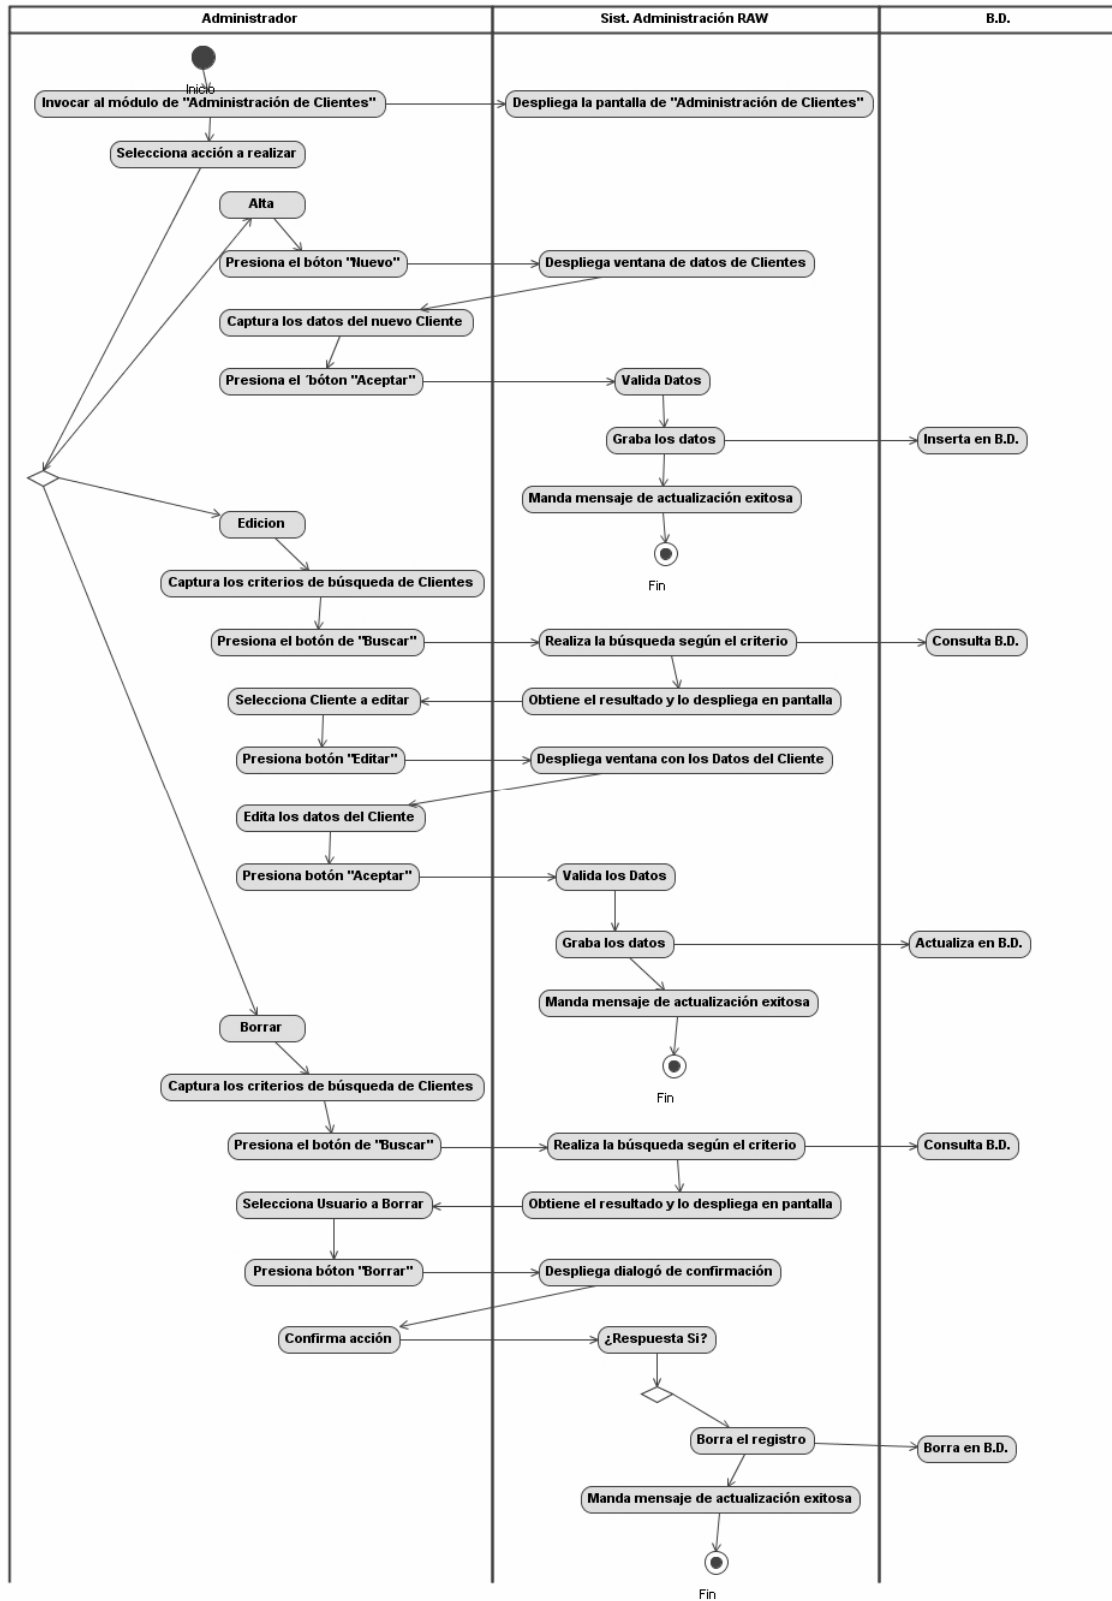 Administrador
Sist. Administración RAW
B.D.
Inicio
Invocar al módulo de "Administración de Clientes"
Despliega la pantalla de "Administración de Clientes"
Selecciona acción a realizar
Alta
Presiona el bóton "Nuevo"
Despliega ventana de datos de Clientes
Captura los datos del nuevo Cliente
Presiona el ´bóton "Aceptar"
Valida Datos
Graba los datos
Inserta en B.D.
Manda mensaje de actualización exitosa
Fin
Edicion
Captura los criterios de búsqueda de Clientes
Presiona el botón de "Buscar"
Realiza la búsqueda según el criterio
Consulta B.D.
Selecciona Cliente a editar
Obtiene el resultado y lo despliega en pantalla
Presiona botón "Editar"
Despliega ventana con los Datos del Cliente
Edita los datos del Cliente
Presiona botón "Aceptar"
Valida los Datos
Graba los datos
Actualiza en B.D.
Manda mensaje de actualización exitosa
Fin
Borrar
Captura los criterios de búsqueda de Clientes
Presiona el botón de "Buscar"
Realiza la búsqueda según el criterio
Consulta B.D.
Selecciona Usuario a Borrar
Obtiene el resultado y lo despliega en pantalla
Presiona bóton "Borrar"
Despliega dialogó de confirmación
Confirma acción
¿Respuesta Si?
Borra el registro
Borra en B.D.
Manda mensaje de actualización exitosa
Fin